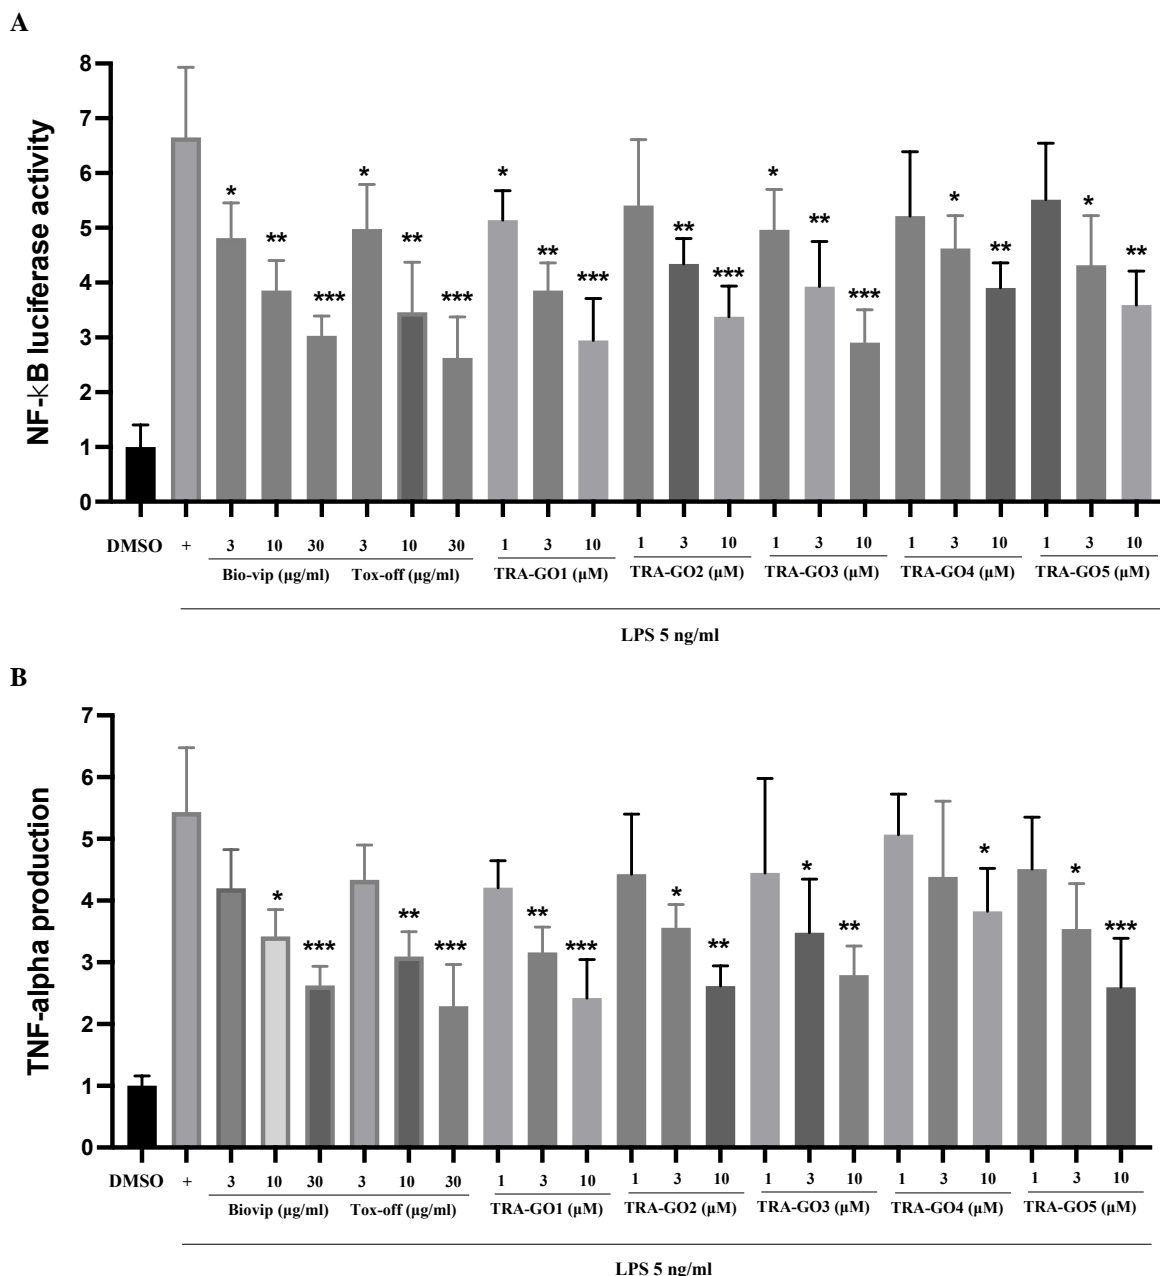 A
NF-κB luciferase activity
8
7
6
5
4
3
2
1
0
* ** *** * ** *** * ** *** ** *** * ** *** * ** * **
DMSO + 3 10 30 3 10 30 1 3 10 1 3 10 1 3 10 1 3 10 1 3 10
Bio-vip (µg/ml) Tox-off (µg/ml) TRA-GO1 (µM) TRA-GO2 (µM) TRA-GO3 (µM) TRA-GO4 (µM) TRA-GO5 (µM)
LPS 5 ng/ml
B
TNF-alpha production
7
6
5
4
3
2
1
0
* *** ** *** ** *** * ** * ** * * ***
DMSO + 3 10 30 3 10 30 1 3 10 1 3 10 1 3 10 1 3 10 1 3 10
Biovip (µg/ml) Tox-off (µg/ml) TRA-GO1 (µM) TRA-GO2 (µM) TRA-GO3 (µM) TRA-GO4 (µM) TRA-GO5 (µM)
LPS 5 ng/ml